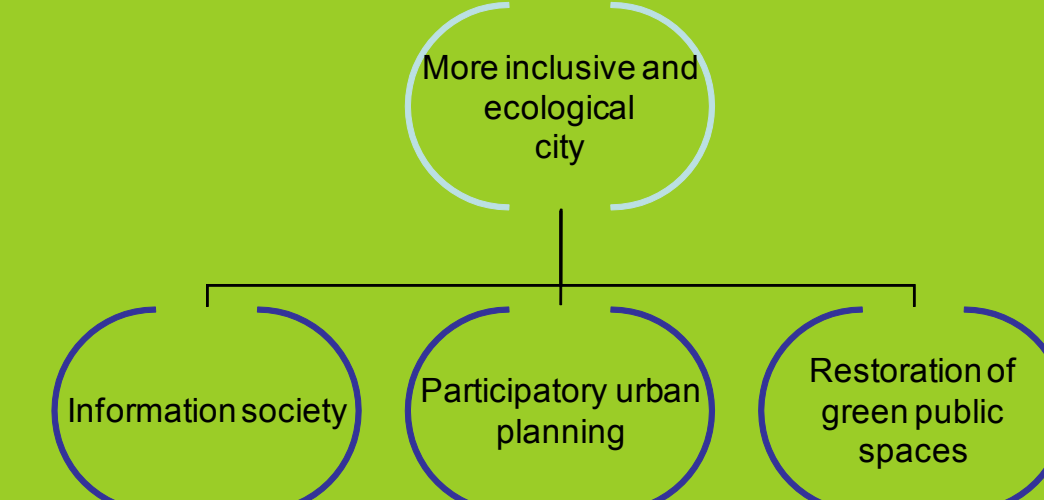 More inclusive and
ecological
city
Information society
Participatory urban
planning
Restoration of
green public
spaces